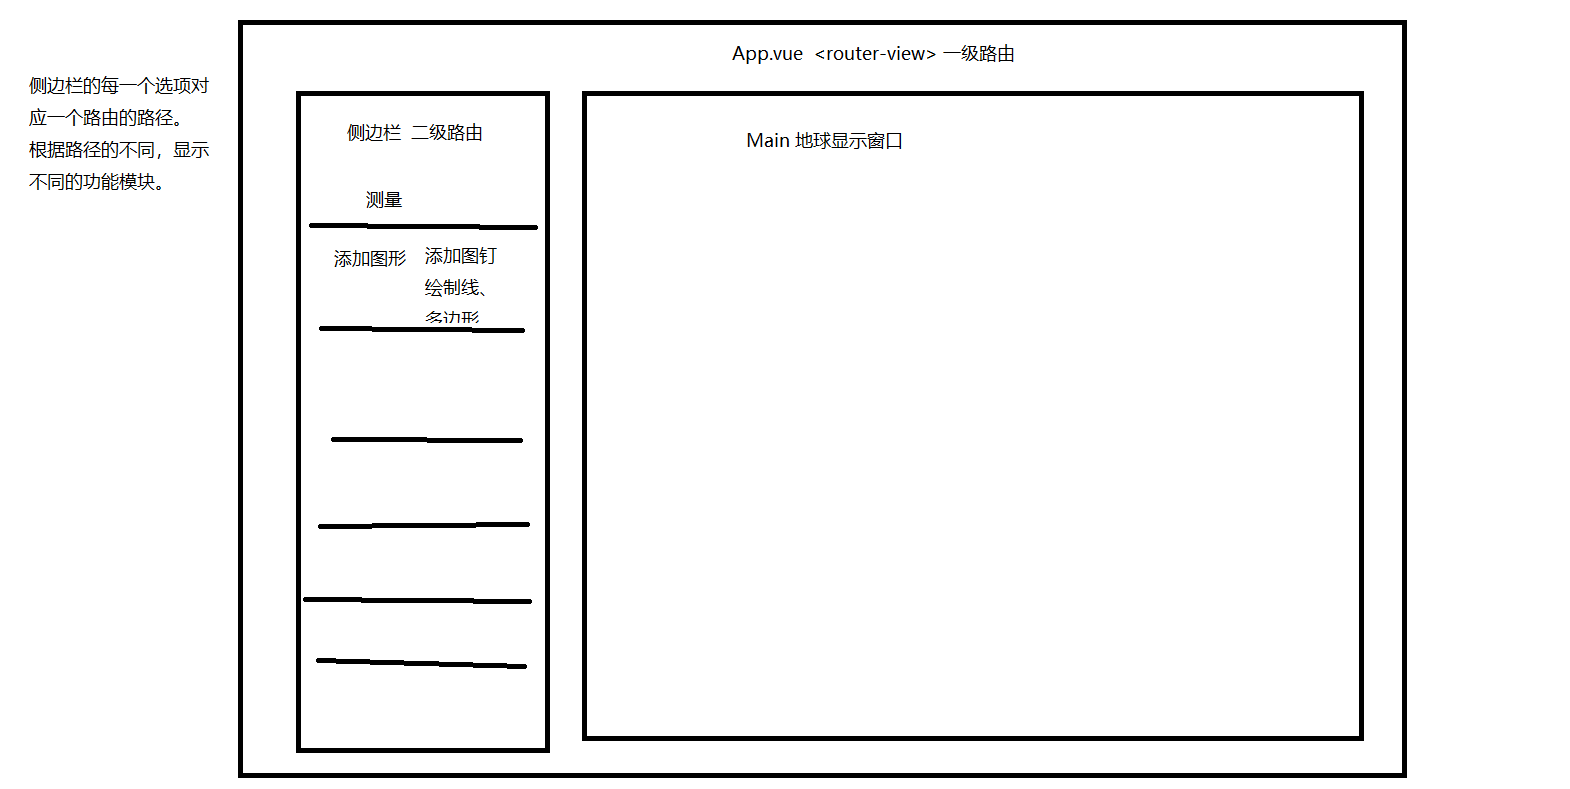 App.vue  <router-view> 一级路由
侧边栏的每一个选项对
应一个路由的路径。
根据路径的不同，显示
不同的功能模块。
侧边栏  二级路由
测量
添加图形
添加图钉
绘制线、
多边形
Main 地球显示窗口